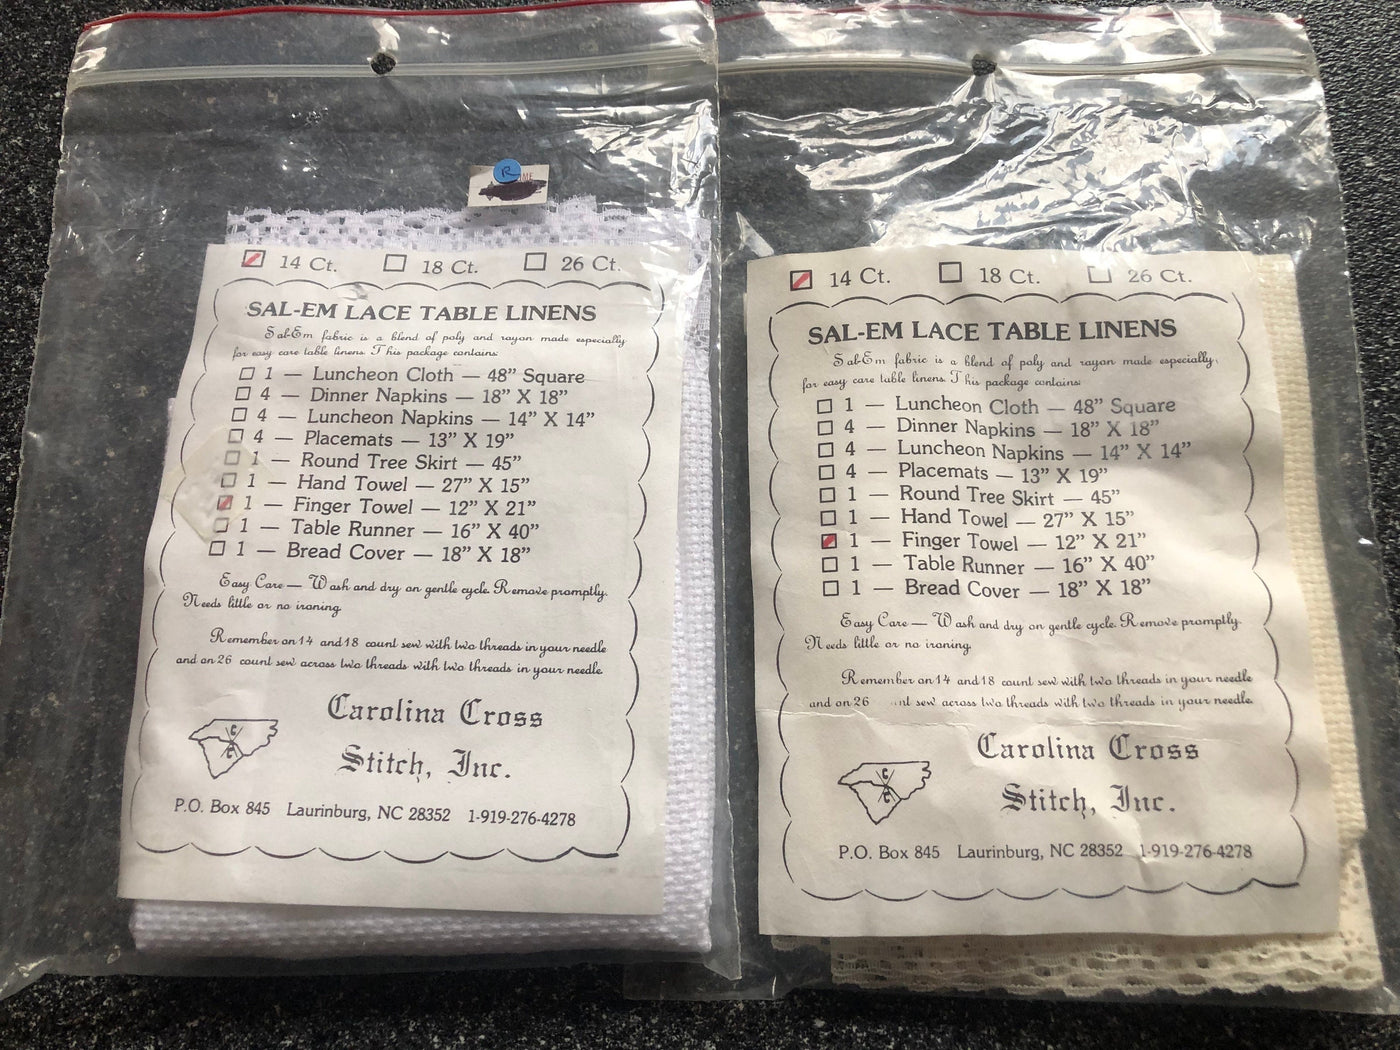 R
ME
14 Ct. 18 Ct. 26 Ct.
SAL-EM LACE TABLE LINENS
Sal-Em fabric is a blend of poly and rayon made especially
for easy care table linens. This package contains:
1 — Luncheon Cloth — 48" Square
4 — Dinner Napkins — 18" X 18"
4 — Luncheon Napkins — 14" X 14"
4 — Placemats — 13" X 19"
1 — Round Tree Skirt — 45"
1 — Hand Towel — 27" X 15"
1 — Finger Towel — 12" X 21"
1 — Table Runner — 16" X 40"
1 — Bread Cover — 18" X 18"
Easy Care — Wash and dry on gentle cycle. Remove promptly.
Needs little or no ironing.
Remember on 14 and 18 count sew with two threads in your needle
and on 26 count sew across two threads with two threads in your needle.
Carolina Cross
Stitch, Inc.
C
C
P.O. Box 845 Laurinburg, NC 28352 1-919-276-4278
14 Ct. 18 Ct. 26 Ct.
SAL-EM LACE TABLE LINENS
Sal-Em fabric is a blend of poly and rayon made especially
for easy care table linens. This package contains:
1 — Luncheon Cloth — 48" Square
4 — Dinner Napkins — 18" X 18"
4 — Luncheon Napkins — 14" X 14"
4 — Placemats — 13" X 19"
1 — Round Tree Skirt — 45"
1 — Hand Towel — 27" X 15"
1 — Finger Towel — 12" X 21"
1 — Table Runner — 16" X 40"
1 — Bread Cover — 18" X 18"
Easy Care — Wash and dry on gentle cycle. Remove promptly.
Needs little or no ironing.
Remember on 14 and 18 count sew with two threads in your needle
and on 26 nt sew across two threads with two threads in your needle.
Carolina Cross
Stitch, Inc.
C
C
P.O. Box 845 Laurinburg, NC 28352 1-919-276-4278